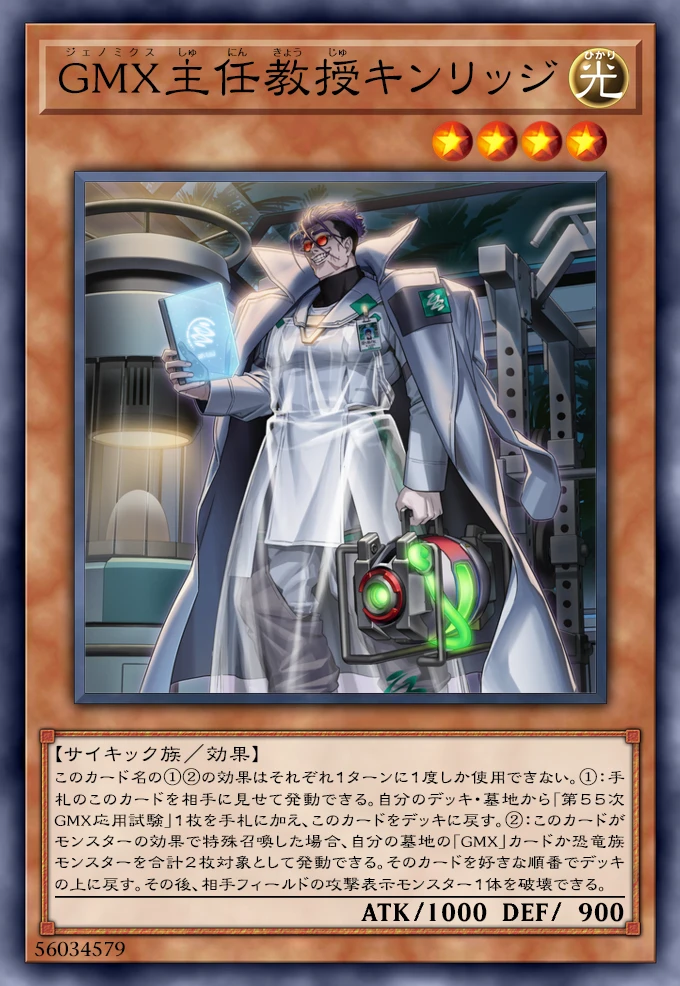 ジェノミクス しゅ にん きょう じゅ
GMX主任教授キンリッジ
ひかり
光
【サイキック族／効果】
このカード名の①②の効果はそれぞれ1ターンに1度しか使用できない。①：手
札のこのカードを相手に見せて発動できる。自分のデッキ・墓地から「第５５次
GMX応用試験」1枚を手札に加え、このカードをデッキに戻す。②：このカードが
モンスターの効果で特殊召喚した場合、自分の墓地の「GMX」カードか恐竜族
モンスターを合計2枚対象として発動できる。そのカードを好きな順番でデッキ
の上に戻す。その後、相手フィールドの攻撃表示モンスター1体を破壊できる。
ATK/1000 DEF/ 900
56034579